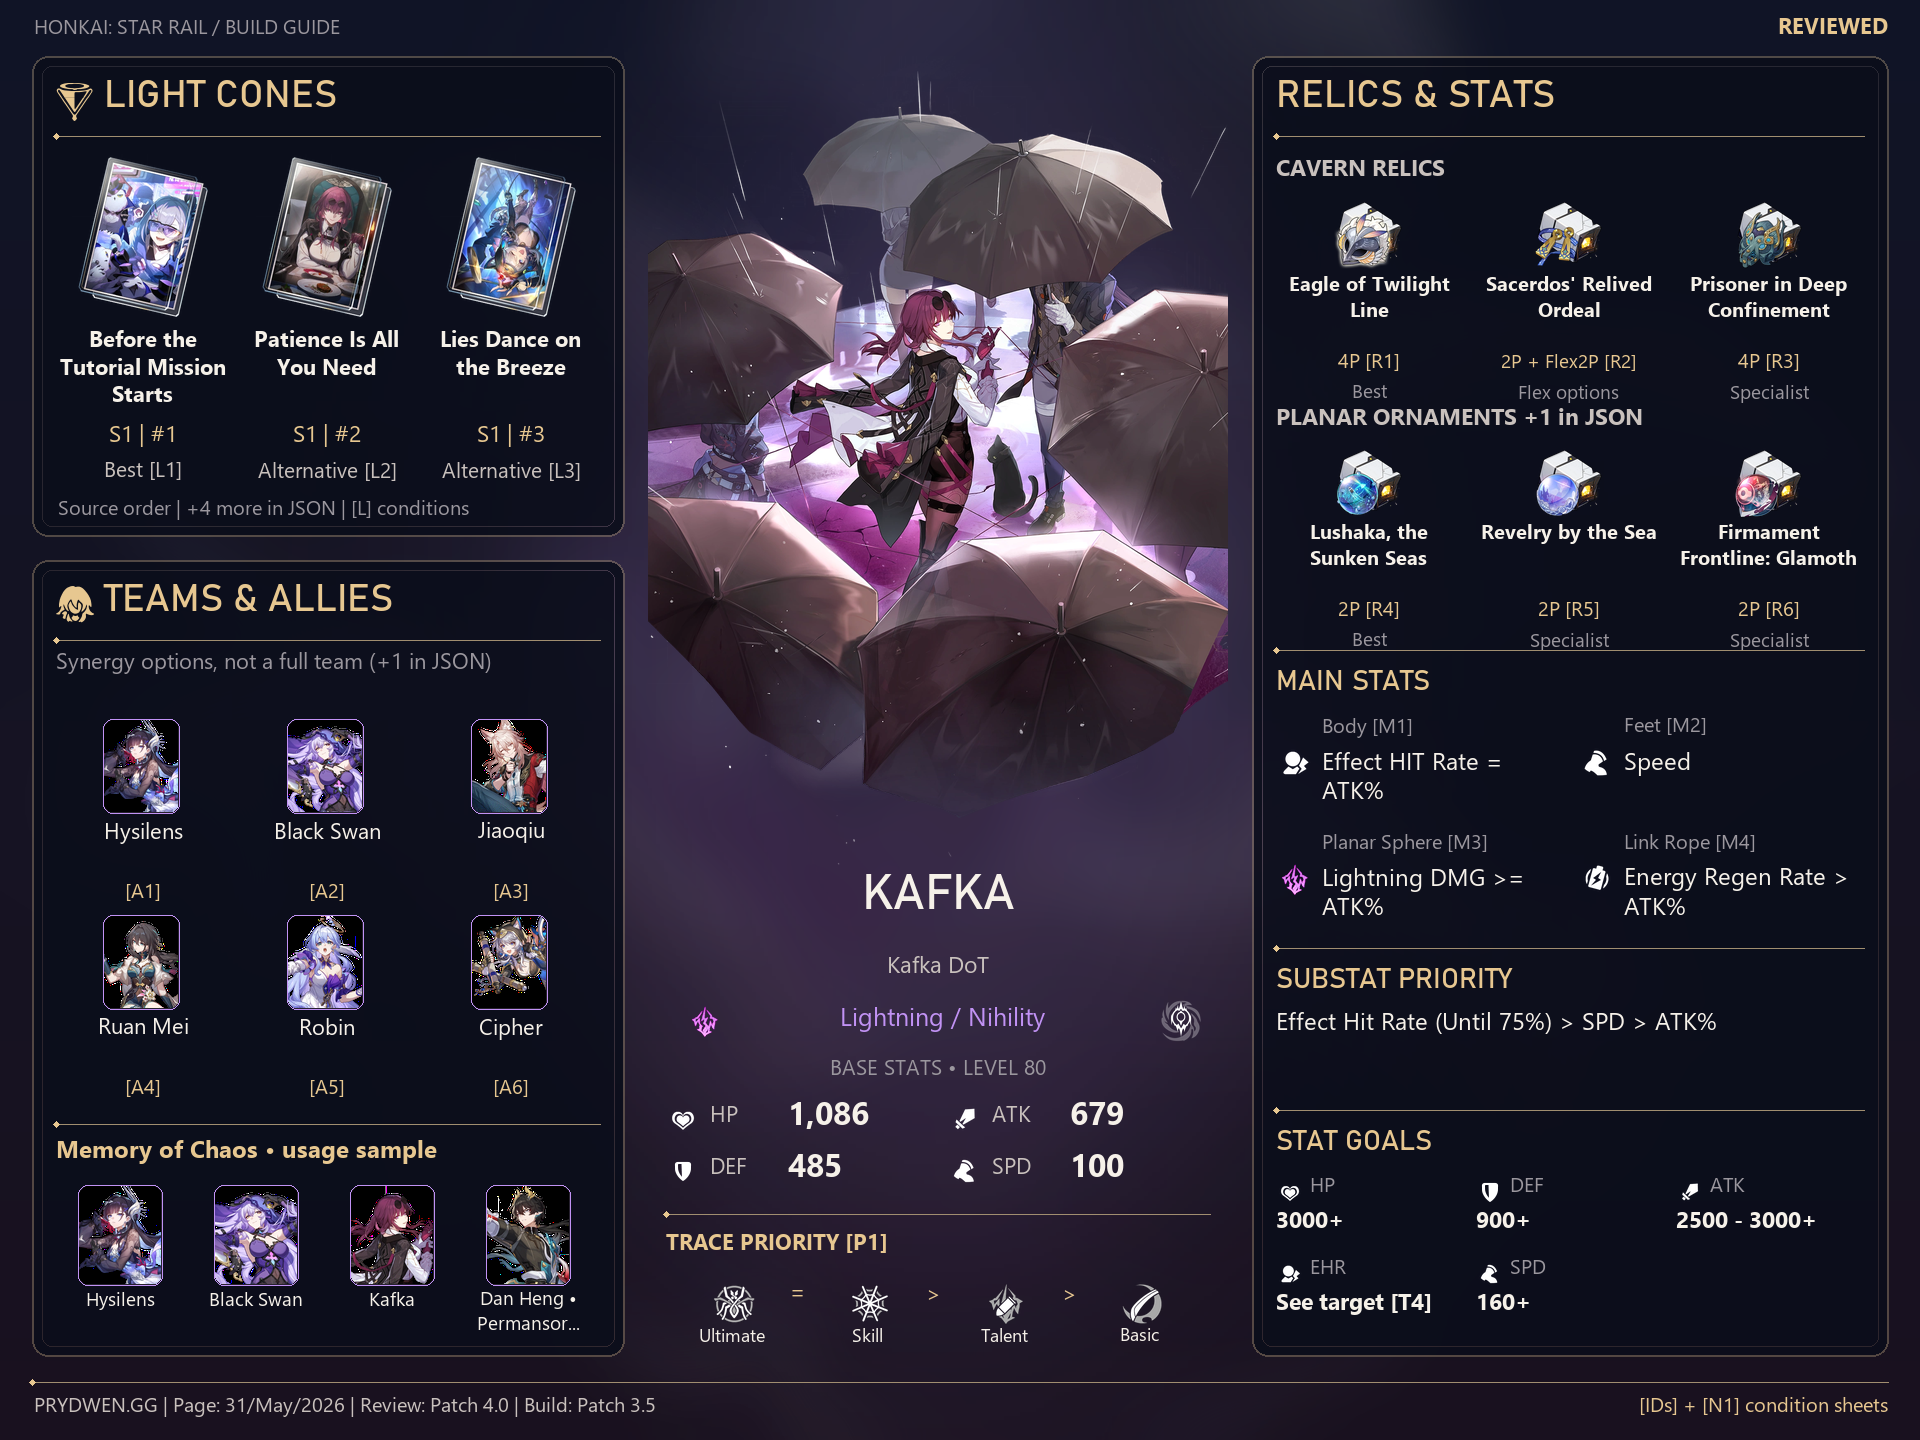 HONKAI: STAR RAIL / BUILD GUIDE
REVIEWED
LIGHT CONES
Before the
Tutorial Mission
Starts
S1 | #1
Best [L1]
Patience Is All
You Need
S1 | #2
Alternative [L2]
Lies Dance on
the Breeze
S1 | #3
Alternative [L3]
Source order | +4 more in JSON | [L] conditions
TEAMS & ALLIES
Synergy options, not a full team (+1 in JSON)
Hysilens
[A1]
Black Swan
[A2]
Jiaoqiu
[A3]
Ruan Mei
[A4]
Robin
[A5]
Cipher
[A6]
Memory of Chaos • usage sample
Hysilens
Black Swan
Kafka
Dan Heng •
Permansor...
KAFKA
Kafka DoT
Lightning / Nihility
BASE STATS • LEVEL 80
HP 1,086
ATK 679
DEF 485
SPD 100
TRACE PRIORITY [P1]
Ultimate = Skill > Talent > Basic
RELICS & STATS
CAVERN RELICS
Eagle of Twilight
Line
4P [R1]
Best
Sacerdos' Relived
Ordeal
2P + Flex2P [R2]
Flex options
Prisoner in Deep
Confinement
4P [R3]
Specialist
PLANAR ORNAMENTS +1 in JSON
Lushaka, the
Sunken Seas
2P [R4]
Best
Revelry by the Sea
2P [R5]
Specialist
Firmament
Frontline: Glamoth
2P [R6]
Specialist
MAIN STATS
Body [M1]
Effect HIT Rate =
ATK%
Feet [M2]
Speed
Planar Sphere [M3]
Lightning DMG >=
ATK%
Link Rope [M4]
Energy Regen Rate >
ATK%
SUBSTAT PRIORITY
Effect Hit Rate (Until 75%) > SPD > ATK%
STAT GOALS
HP
3000+
DEF
900+
ATK
2500 - 3000+
EHR
See target [T4]
SPD
160+
PRYDWEN.GG | Page: 31/May/2026 | Review: Patch 4.0 | Build: Patch 3.5
[IDs] + [N1] condition sheets